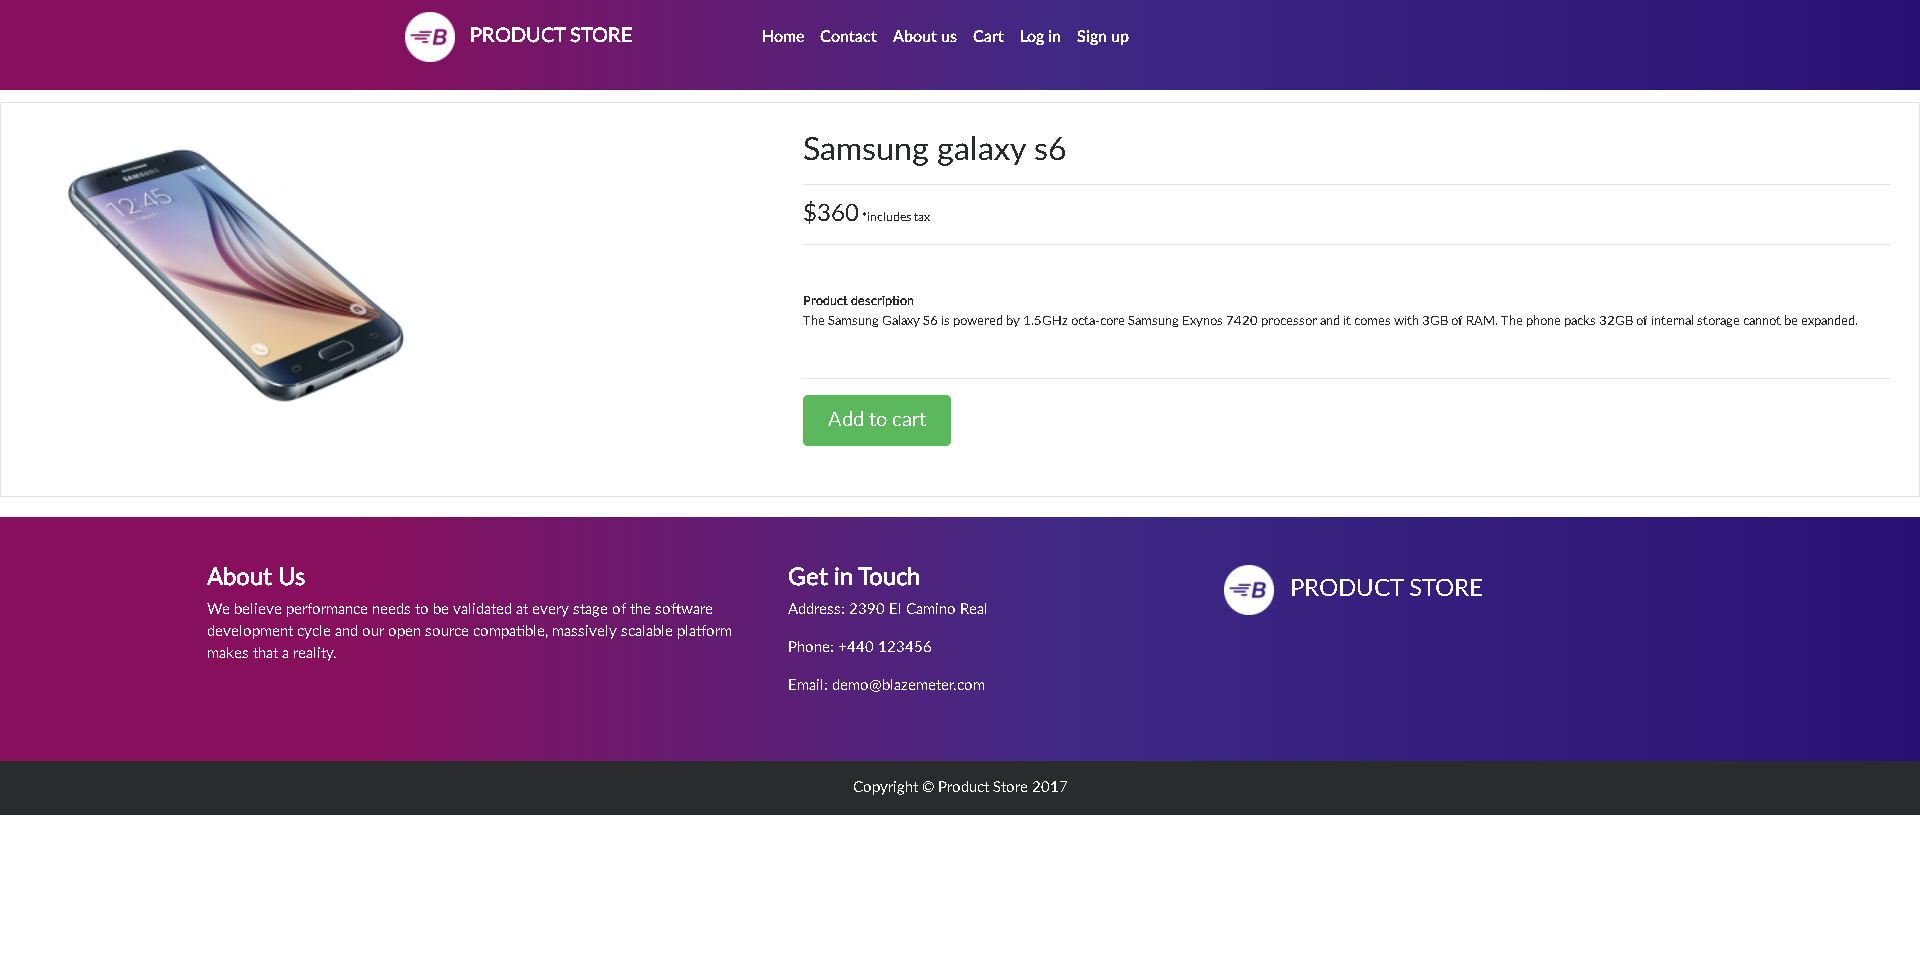 B PRODUCT STORE Home Contact About us Cart Log in Sign up
SAMSUNG
12:45
Samsung galaxy s6
$360 *includes tax
Product description
The Samsung Galaxy S6 is powered by 1.5GHz octa-core Samsung Exynos 7420 processor and it comes with 3GB of RAM. The phone packs 32GB of internal storage cannot be expanded.
Add to cart
About Us
We believe performance needs to be validated at every stage of the software
development cycle and our open source compatible, massively scalable platform
makes that a reality.
Get in Touch
Address: 2390 El Camino Real
Phone: +440 123456
Email: demo@blazemeter.com
B PRODUCT STORE
Copyright © Product Store 2017